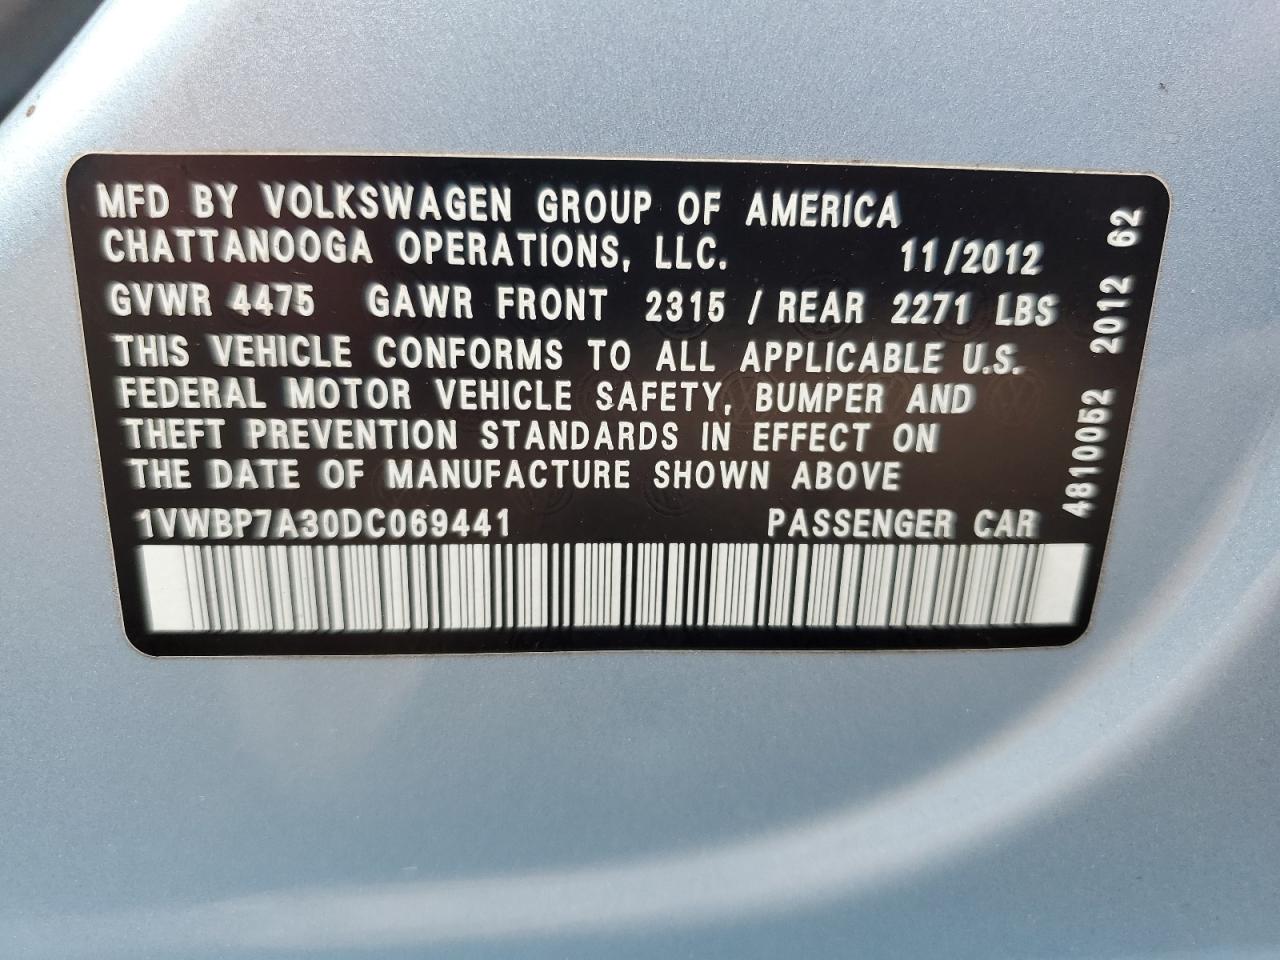 MFD BY VOLKSWAGEN GROUP OF AMERICA
CHATTANOOGA OPERATIONS, LLC. 11/2012
GVWR 4475 GAWR FRONT 2315 / REAR 2271 LBS
THIS VEHICLE CONFORMS TO ALL APPLICABLE U.S.
FEDERAL MOTOR VEHICLE SAFETY, BUMPER AND
THEFT PREVENTION STANDARDS IN EFFECT ON
THE DATE OF MANUFACTURE SHOWN ABOVE
1VWBP7A30DC069441 PASSENGER CAR
4810052 2012 62